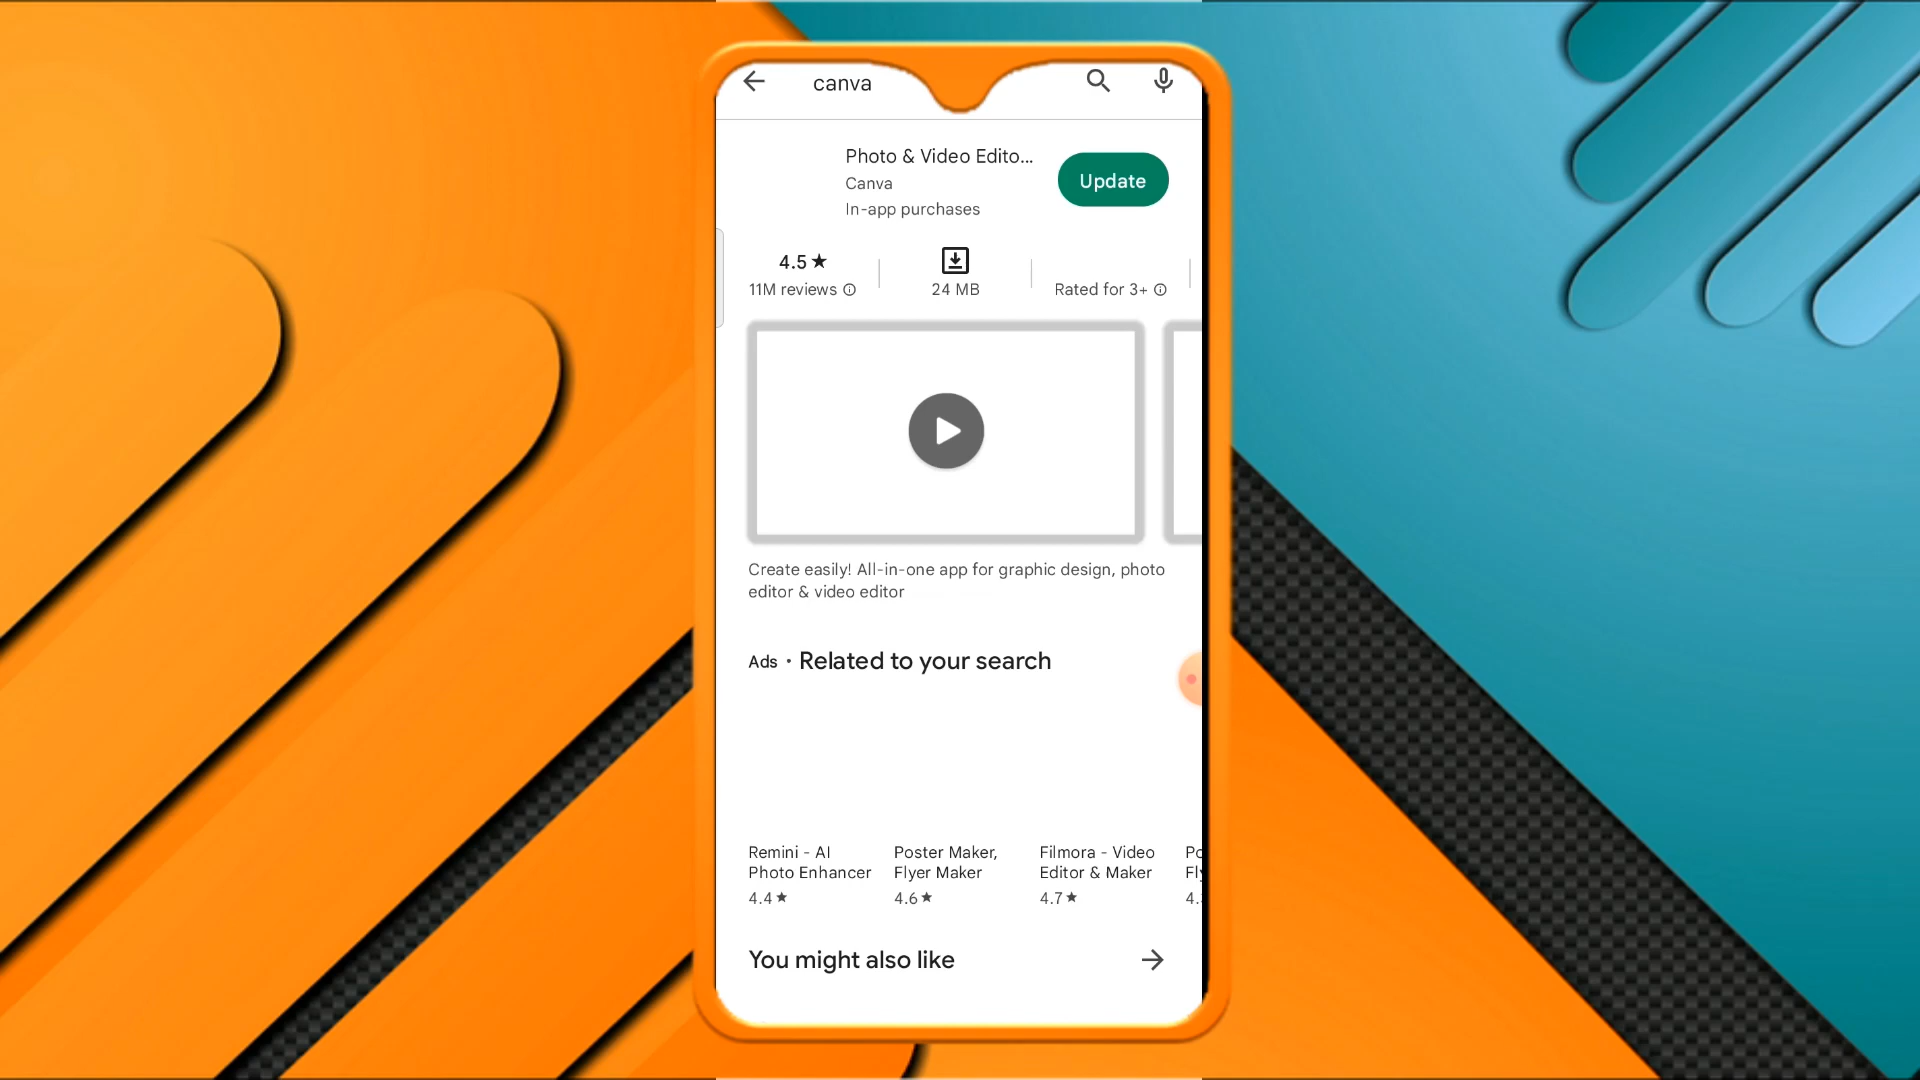 canva
Photo & Video Edito...
Canva
In-app purchases
Update
4.5★
11M reviews
24 MB
Rated for 3+
Create easily! All-in-one app for graphic design, photo
editor & video editor
Ads • Related to your search
Remini - AI
Photo Enhancer
4.4★
Poster Maker,
Flyer Maker
4.6★
Filmora - Video
Editor & Maker
4.7★
You might also like